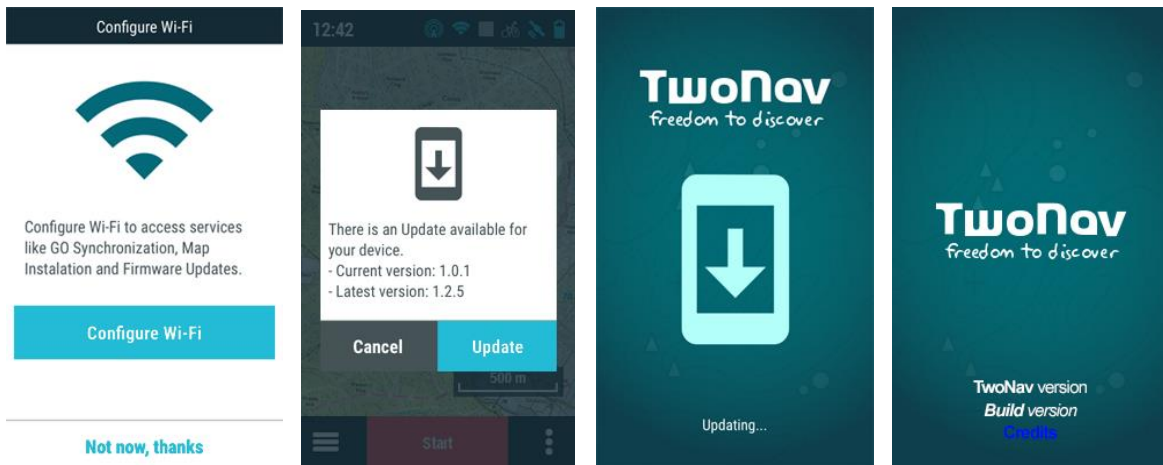 Configure Wi-Fi
Configure Wi-Fi to access services
like GO Synchronization, Map
Instalation and Firmware Updates.
Configure Wi-Fi
Not now, thanks
12:42
There is an Update available for
your device.
- Current version: 1.0.1
- Latest version: 1.2.5
Cancel
Update
500 m
Start
TwoNav
freedom to discover
Updating...
TwoNav
freedom to discover
TwoNav version
Build version
Credits